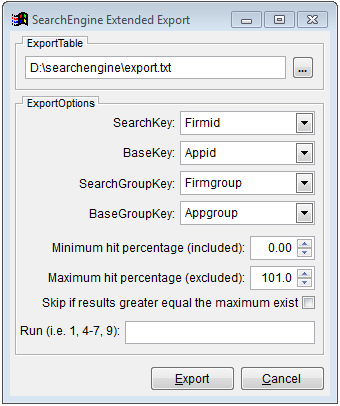 SearchEngine Extended Export
ExportTable
D:\searchengine\export.txt
...
ExportOptions
SearchKey: Firmid
BaseKey: Appid
SearchGroupKey: Firmgroup
BaseGroupKey: Appgroup
Minimum hit percentage (included): 0.00
Maximum hit percentage (excluded): 101.0
Skip if results greater equal the maximum exist
Run (i.e. 1, 4-7, 9):
Export Cancel